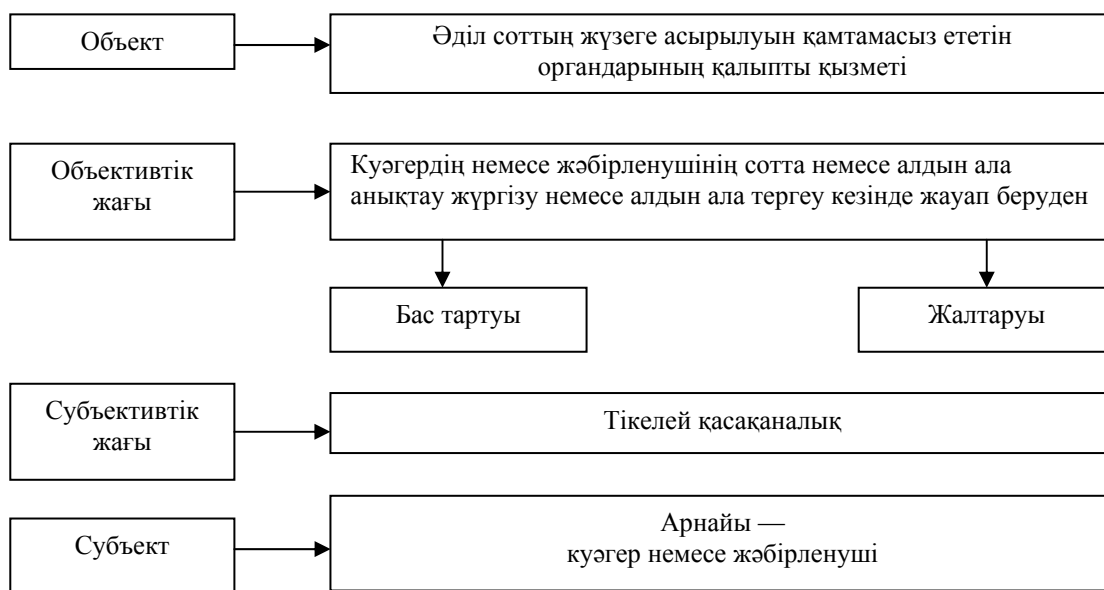 Объект
Әділ соттың жүзеге асырылуын қамтамасыз ететін
органдарының қалыпты қызметі
Объективтік
жағы
Куәгердің немесе жәбірленушінің сотта немесе алдын ала
анықтау жүргізу немесе алдын ала тергеу кезінде жауап беруден
Бас тартуы
Жалтаруы
Субъективтік
жағы
Тікелей қасақаналық
Субъект
Арнайы —
куәгер немесе жәбірленуші